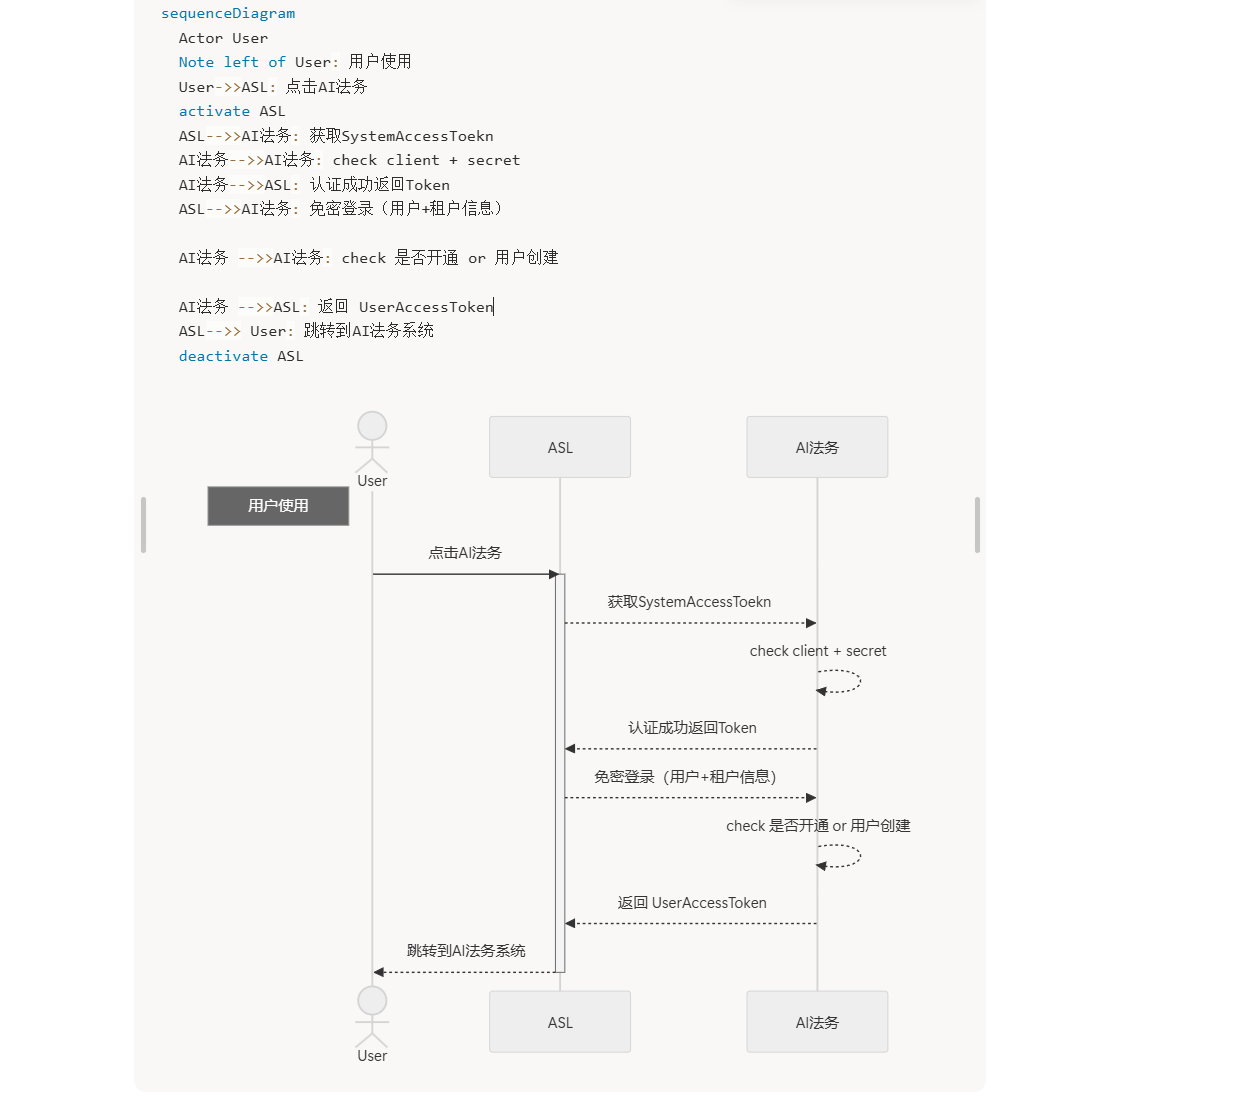 sequenceDiagram
Actor User
Note left of User: 用户使用
User->>ASL: 点击AI法务
activate ASL
ASL-->>AI法务: 获取SystemAccessToekn
AI法务-->>AI法务: check client + secret
AI法务-->>ASL: 认证成功返回Token
ASL-->>AI法务: 免密登录（用户+租户信息）
AI法务 -->>AI法务: check 是否开通 or 用户创建
AI法务 -->>ASL: 返回 UserAccessToken
ASL-->> User: 跳转到AI法务系统
deactivate ASL
User
ASL
AI法务
用户使用
点击AI法务
获取SystemAccessToekn
check client + secret
认证成功返回Token
免密登录（用户+租户信息）
check 是否开通 or 用户创建
返回 UserAccessToken
跳转到AI法务系统
User
ASL
AI法务